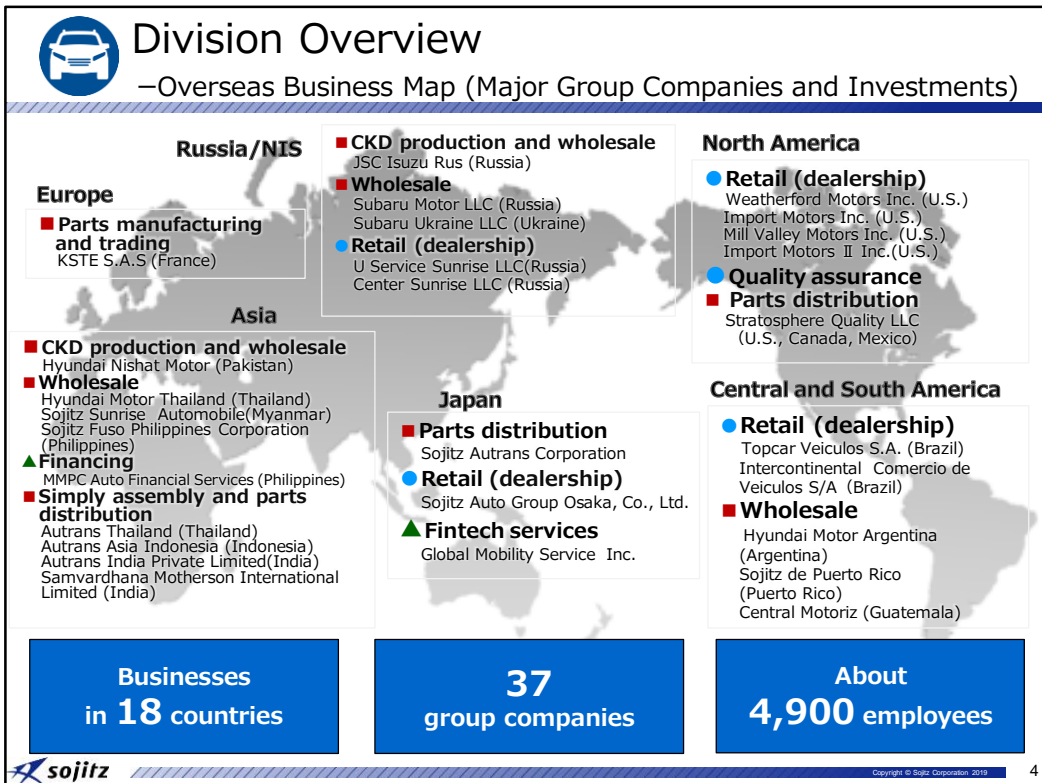 Division Overview
−Overseas Business Map (Major Group Companies and Investments)
Russia/NIS
■CKD production and wholesale
JSC Isuzu Rus (Russia)
■Wholesale
Subaru Motor LLC (Russia)
Subaru Ukraine LLC (Ukraine)
●Retail (dealership)
U Service Sunrise LLC(Russia)
Center Sunrise LLC (Russia)
North America
●Retail (dealership)
Weatherford Motors Inc. (U.S.)
Import Motors Inc. (U.S.)
Mill Valley Motors Inc. (U.S.)
Import Motors Ⅱ Inc.(U.S.)
●Quality assurance
■ Parts distribution
Stratosphere Quality LLC
(U.S., Canada, Mexico)
Europe
■Parts manufacturing
and trading
KSTE S.A.S (France)
Asia
■CKD production and wholesale
Hyundai Nishat Motor (Pakistan)
■Wholesale
Hyundai Motor Thailand (Thailand)
Sojitz Sunrise Automobile(Myanmar)
Sojitz Fuso Philippines Corporation
(Philippines)
▲Financing
MMPC Auto Financial Services (Philippines)
■Simply assembly and parts
distribution
Autrans Thailand (Thailand)
Autrans Asia Indonesia (Indonesia)
Autrans India Private Limited(India)
Samvardhana Motherson International
Limited (India)
Japan
■Parts distribution
Sojitz Autrans Corporation
●Retail (dealership)
Sojitz Auto Group Osaka, Co., Ltd.
▲Fintech services
Global Mobility Service Inc.
Central and South America
●Retail (dealership)
Topcar Veiculos S.A. (Brazil)
Intercontinental Comercio de
Veiculos S/A (Brazil)
■Wholesale
Hyundai Motor Argentina
(Argentina)
Sojitz de Puerto Rico
(Puerto Rico)
Central Motoriz (Guatemala)
Businesses
in 18 countries
37
group companies
About
4,900 employees
sojitz
Copyright © Sojitz Corporation 2019
4